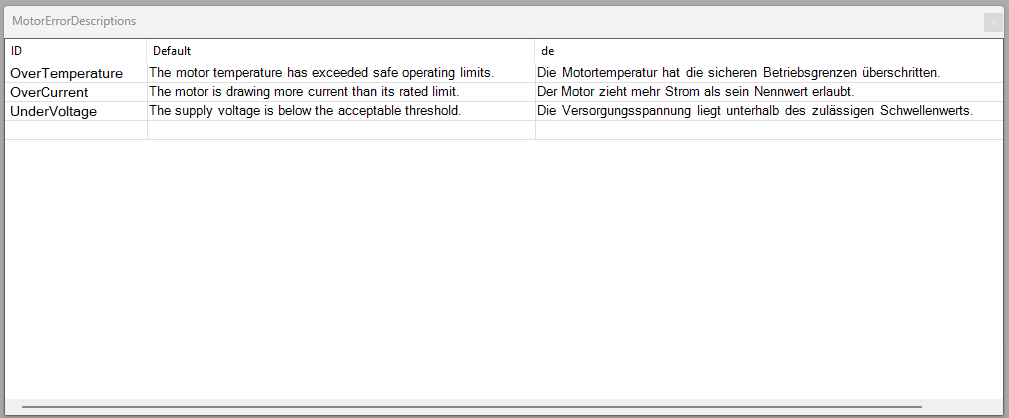 MotorErrorDescriptions
x
ID Default de
OverTemperature The motor temperature has exceeded safe operating limits. Die Motortemperatur hat die sicheren Betriebsgrenzen überschritten.
OverCurrent The motor is drawing more current than its rated limit. Der Motor zieht mehr Strom als sein Nennwert erlaubt.
UnderVoltage The supply voltage is below the acceptable threshold. Die Versorgungsspannung liegt unterhalb des zulässigen Schwellenwerts.